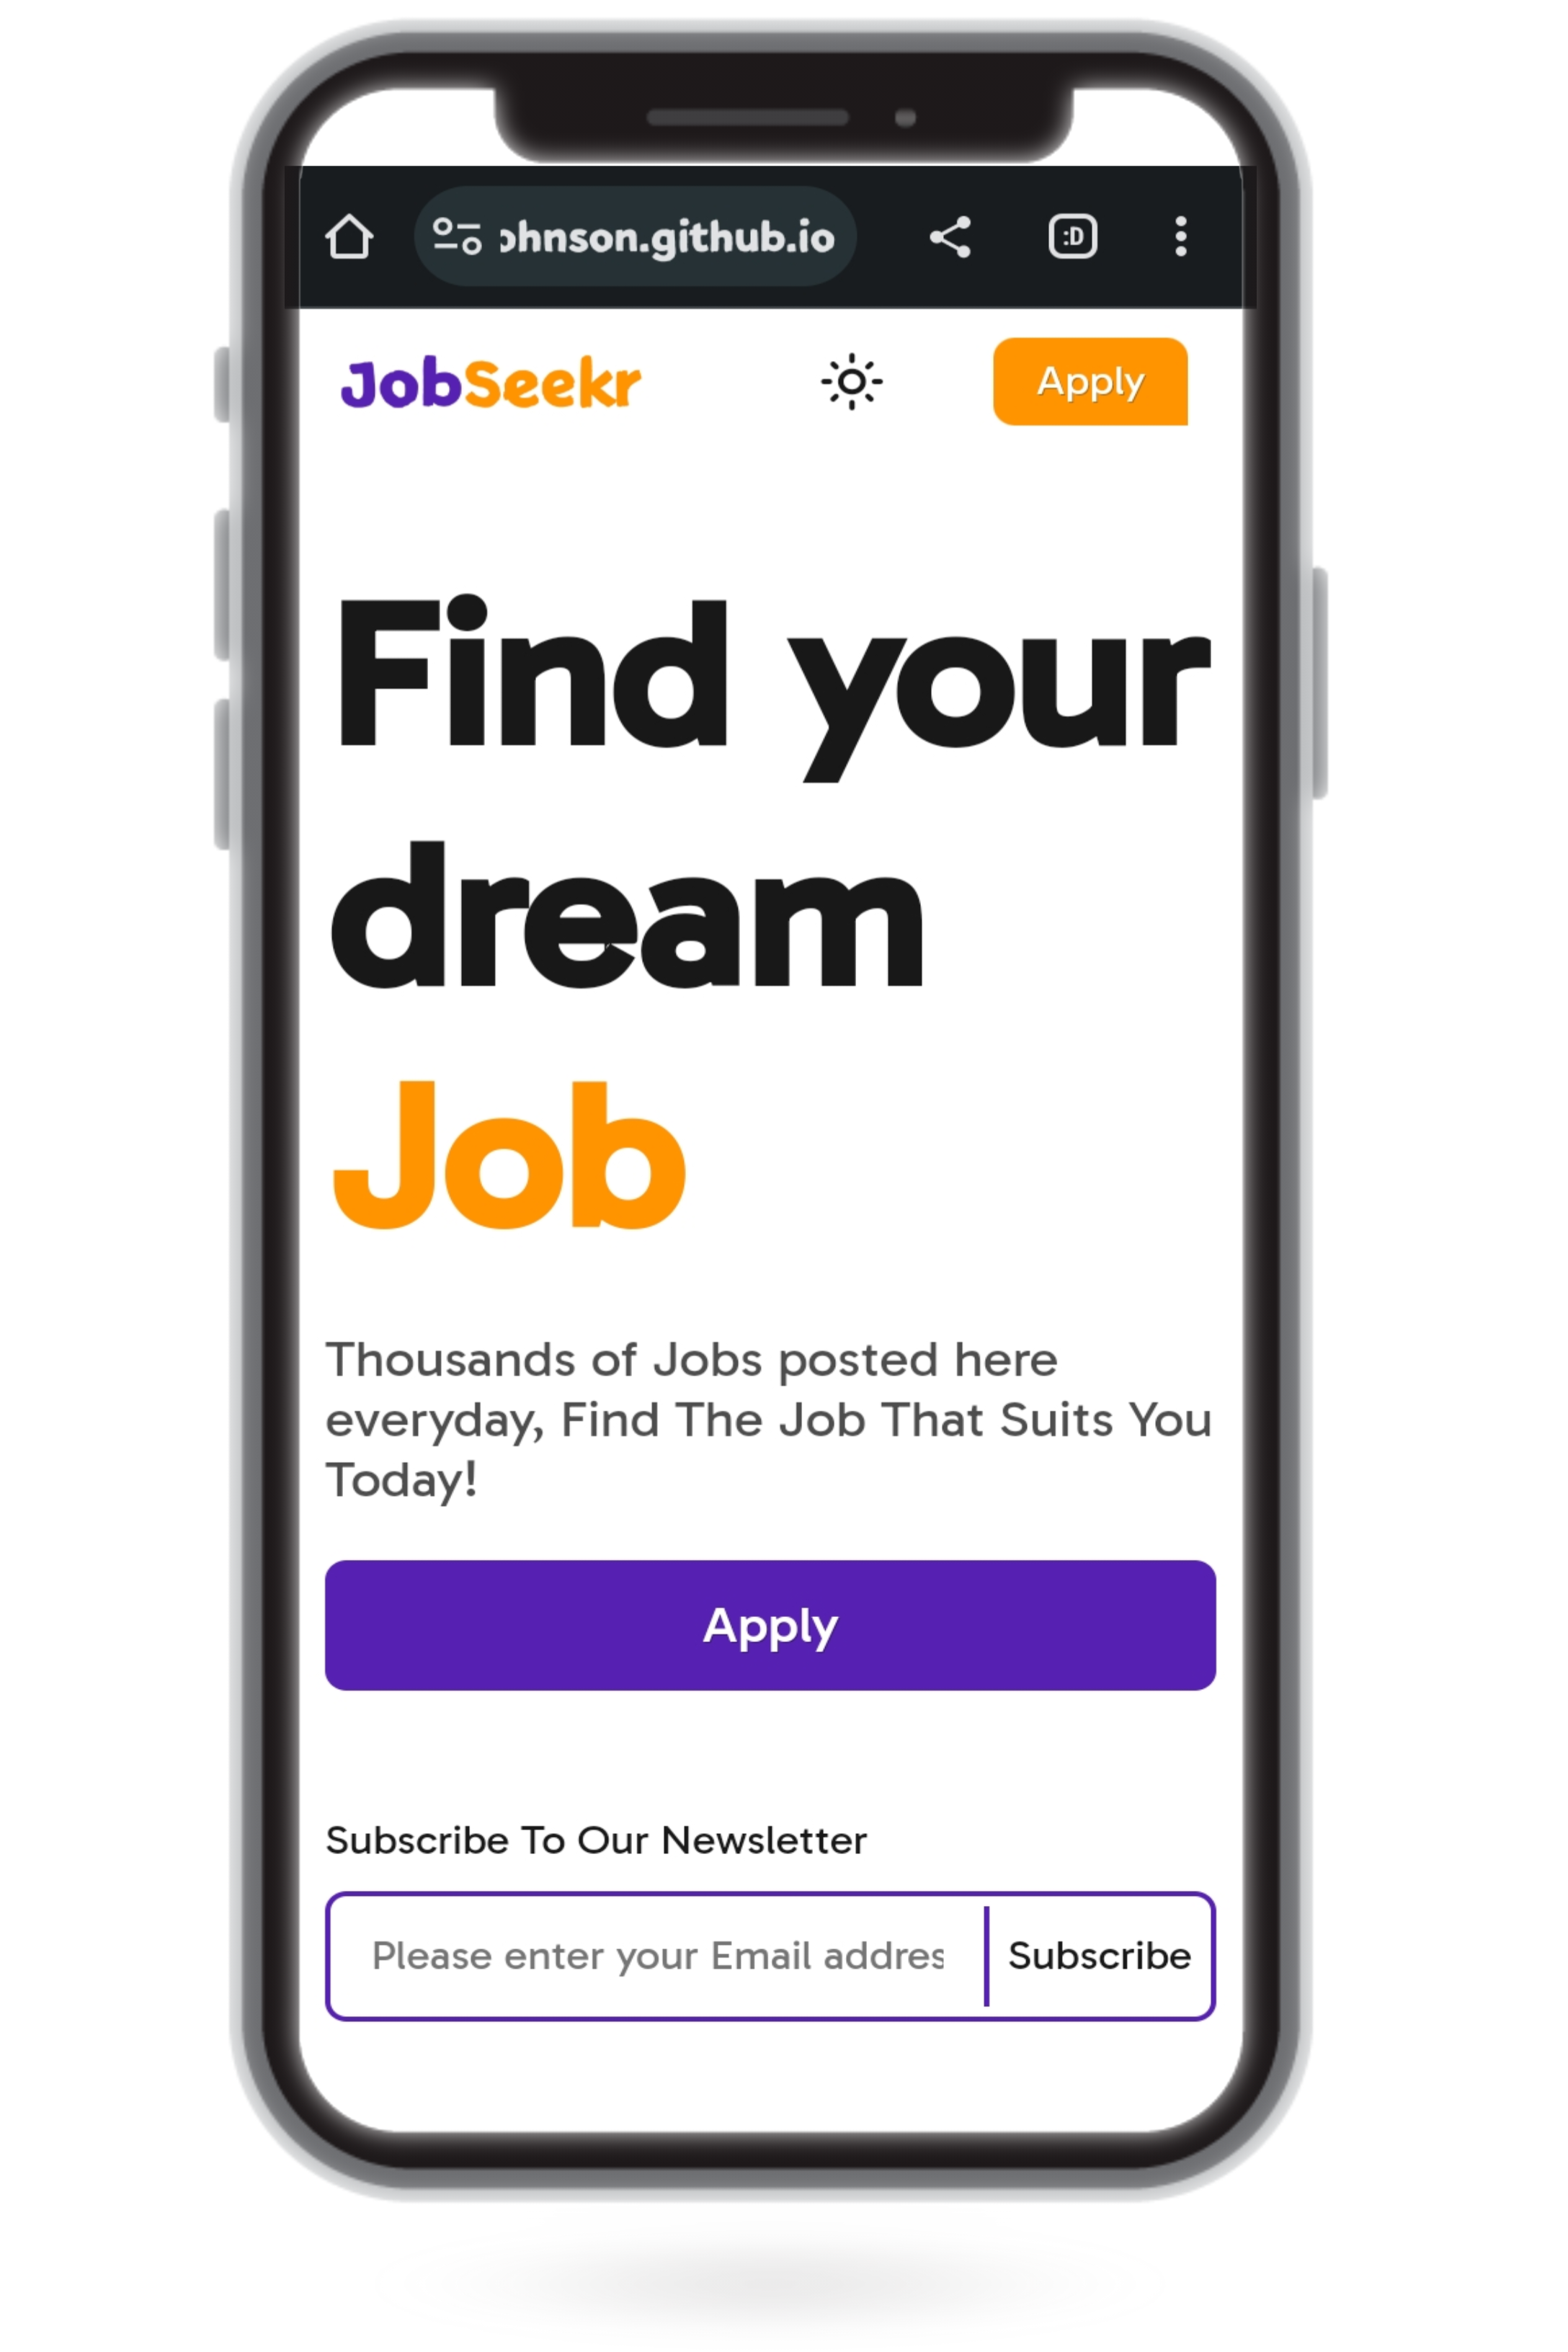 ohnson.github.io
:D
JobSeekr
Apply
Find your
dream
Job
Thousands of Jobs posted here
everyday, Find The Job That Suits You
Today!
Apply
Subscribe To Our Newsletter
Please enter your Email addres
Subscribe